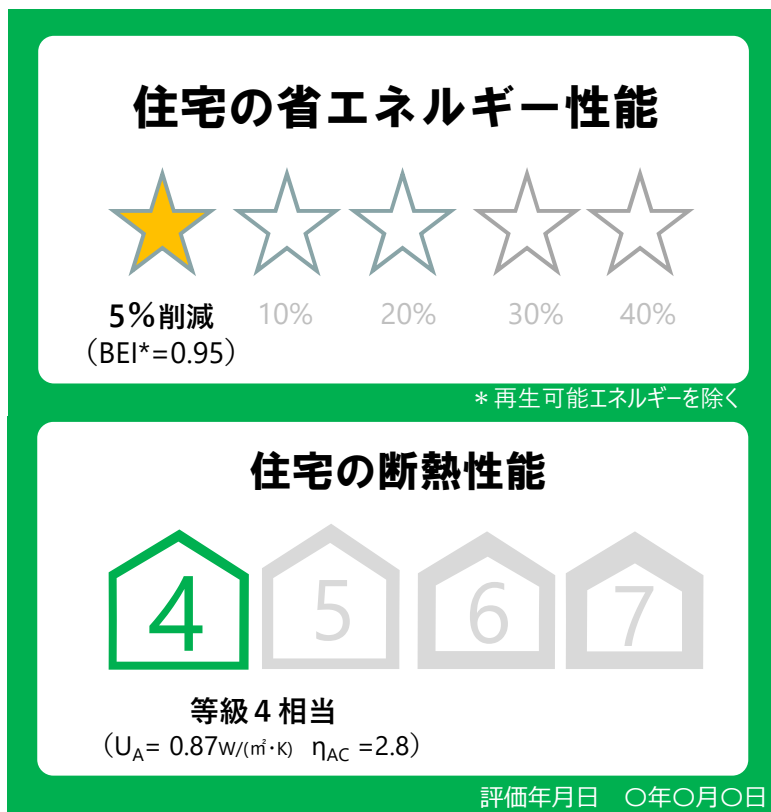 住宅の省エネルギー性能
5%削減 10% 20% 30% 40%
（BEI*=0.95）
＊再生可能エネルギーを除く
住宅の断熱性能
4 5 6 7
等級４相当
（UA= 0.87W/(㎡・K) ηAC =2.8）
評価年月日　〇年〇月〇日